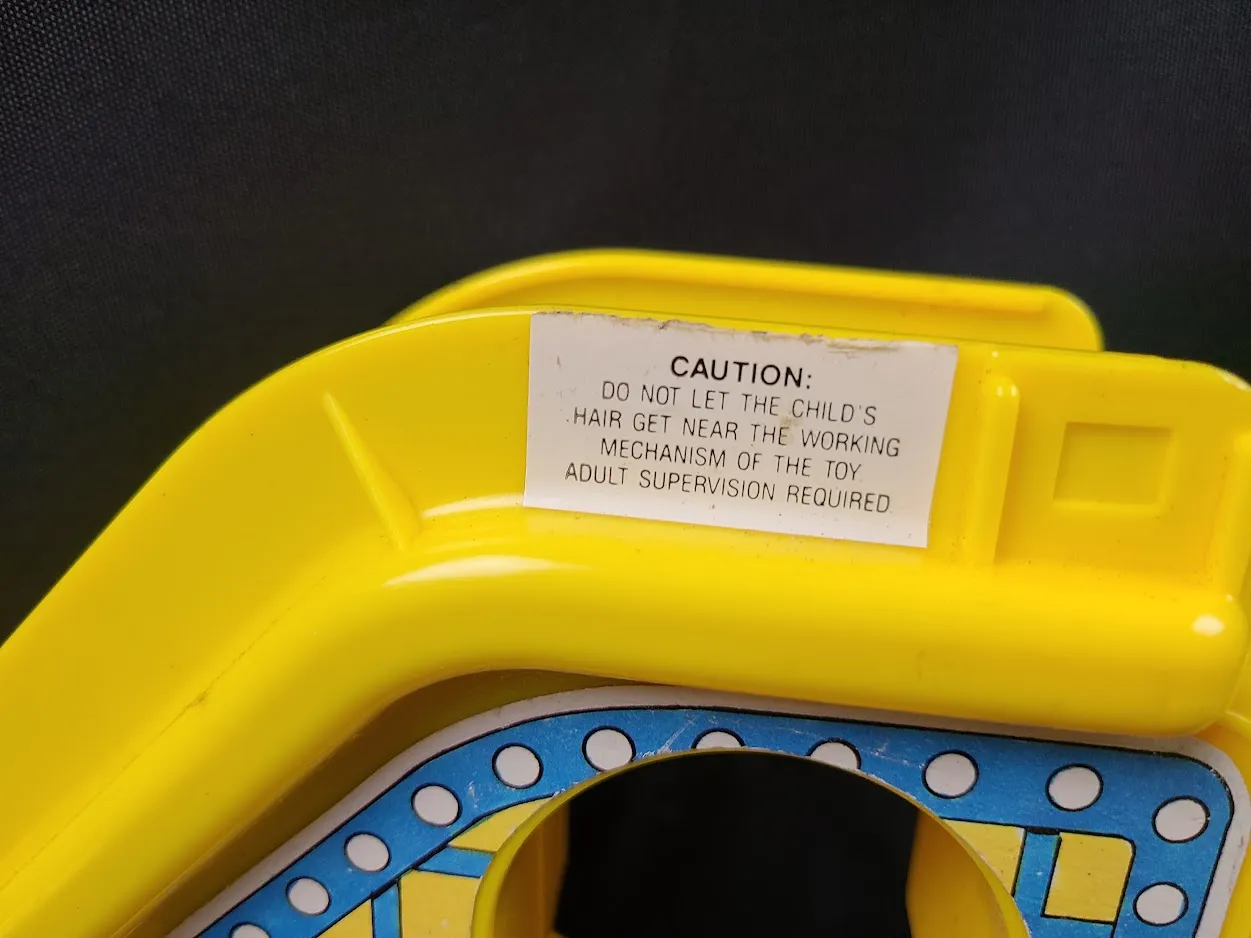 CAUTION:
DO NOT LET THE CHILD'S
HAIR GET NEAR THE WORKING
MECHANISM OF THE TOY.
ADULT SUPERVISION REQUIRED